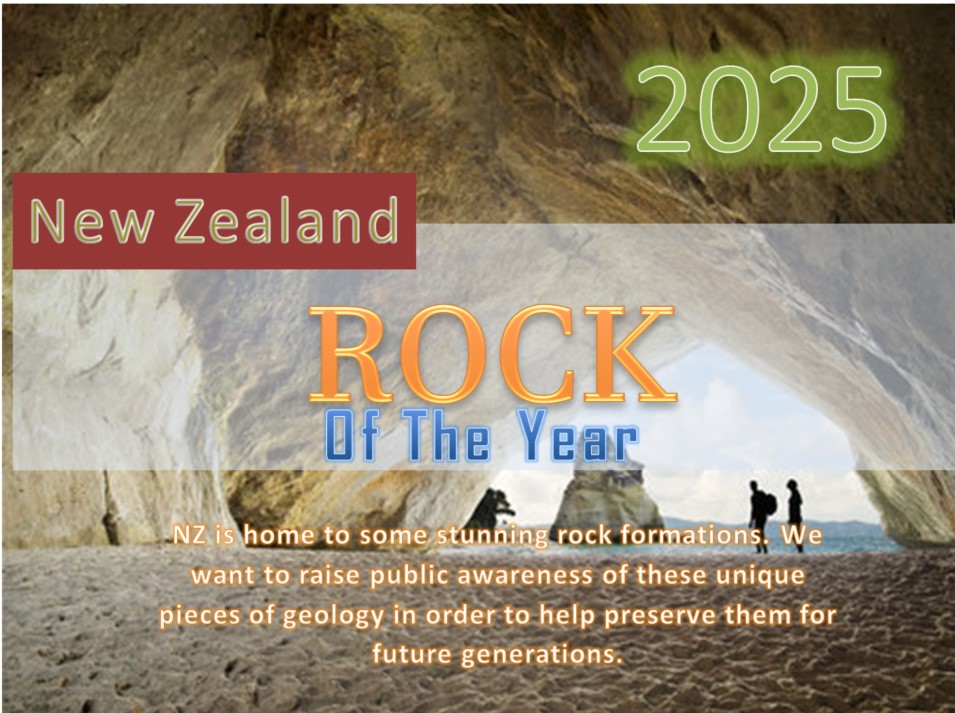 2025
New Zealand
ROCK
Of The Year
NZ is home to some stunning rock formations. We
want to raise public awareness of these unique
pieces of geology in order to help preserve them for
future generations.